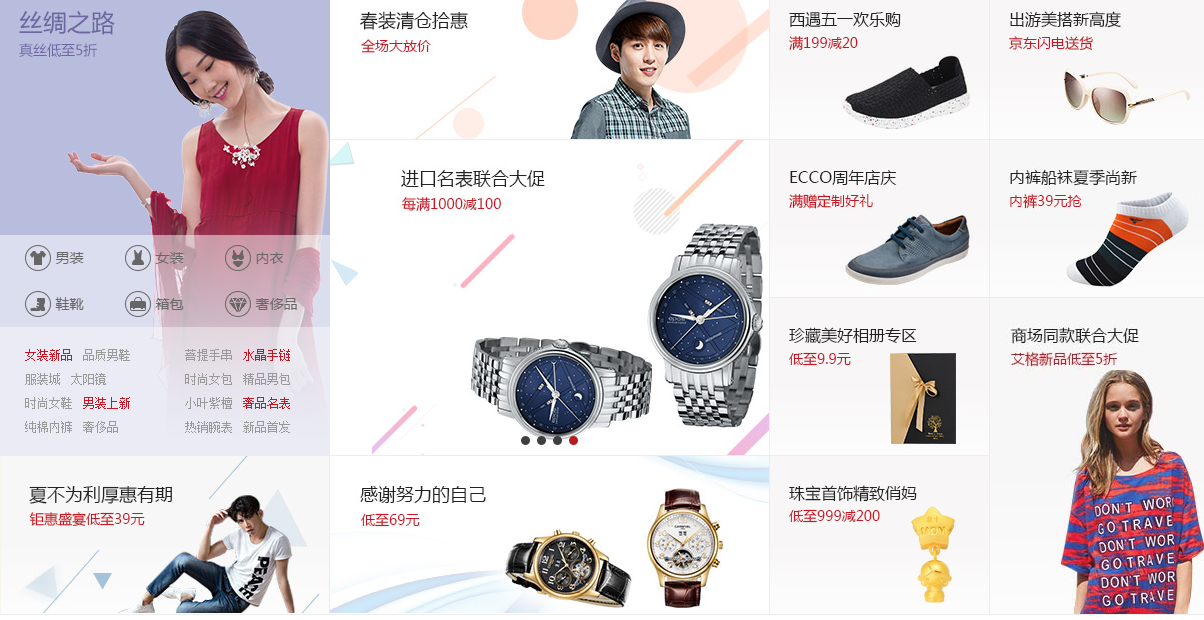 丝绸之路
真丝低至5折
男装
女装
内衣
鞋靴
箱包
奢侈品
女装新品 品质男鞋
菩提手串 水晶手链
服装城 太阳镜
时尚女包 精品男包
时尚女鞋 男装上新
小叶紫檀 奢品名表
纯棉内裤 奢侈品
热销腕表 新品首发
夏不为利厚惠有期
钜惠盛宴低至39元
PEACE
春装清仓拾惠
全场大放价
进口名表联合大促
每满1000减100
感谢努力的自己
低至69元
西遇五一欢乐购
满199减20
出游美搭新高度
京东闪电送货
ECCO周年店庆
满赠定制好礼
内裤船袜夏季尚新
内裤39元抢
珍藏美好相册专区
低至9.9元
商场同款联合大促
艾格新品低至5折
DON'T WOR
GO TRAVE
DON'T WOR
GO TRAVE
DON'T WOR
GO TRAVE
珠宝首饰精致俏妈
低至999减200
#1
MOM